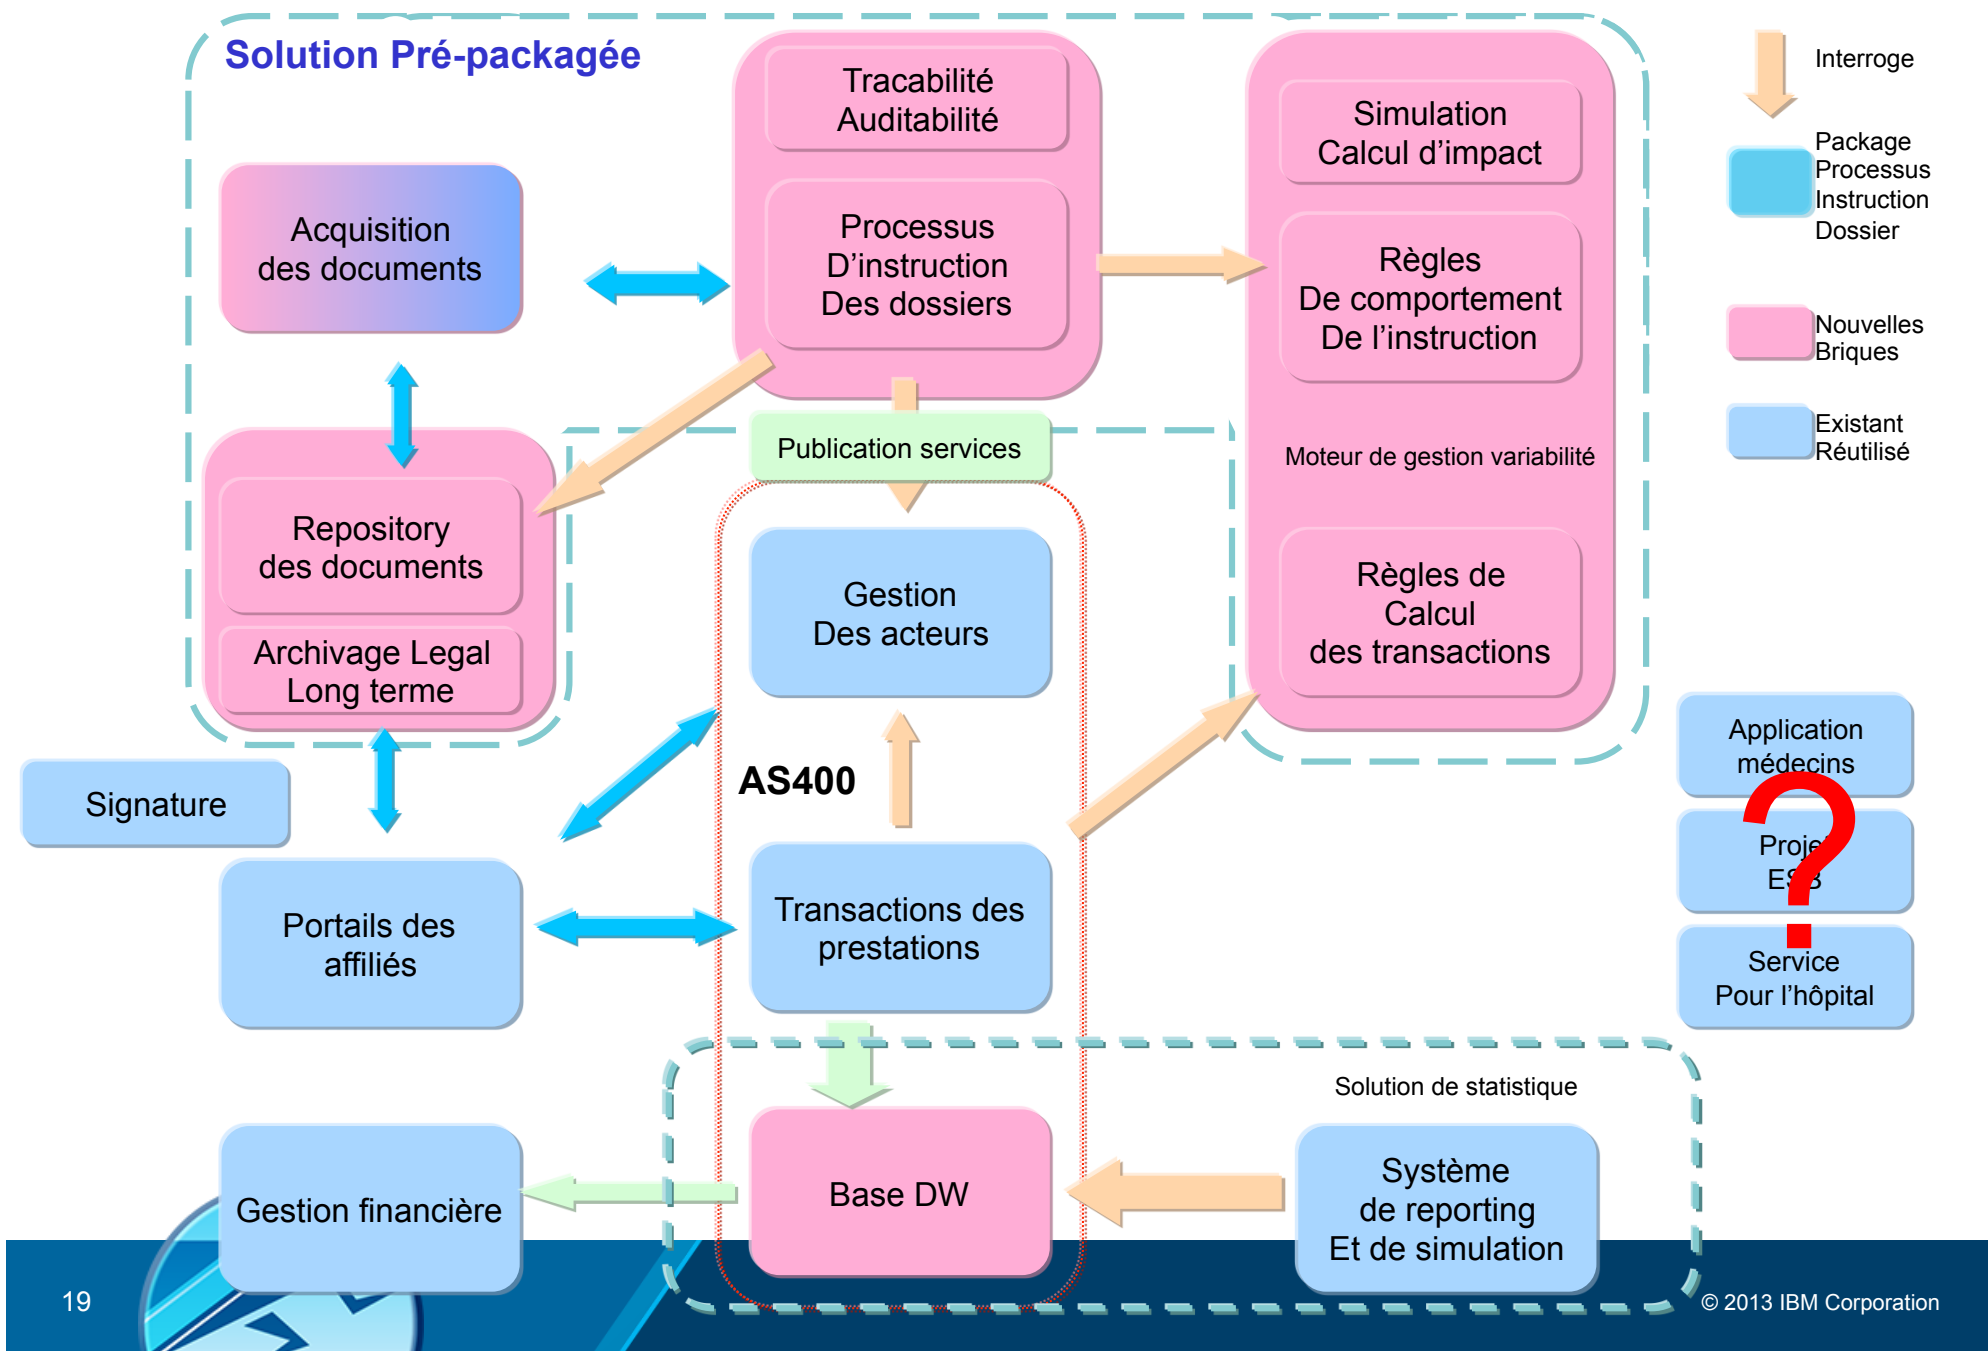 Solution Pré-packagée
Tracabilité
Auditabilité
Simulation
Calcul d’impact
Interroge
Package
Processus
Instruction
Dossier
Acquisition
des documents
Processus
D’instruction
Des dossiers
Règles
De comportement
De l’instruction
Nouvelles
Briques
Existant
Réutilisé
Publication services
Moteur de gestion variabilité
Repository
des documents
Archivage Legal
Long terme
Gestion
Des acteurs
Règles de
Calcul
des transactions
Application
médecins
AS400
Signature
Projet
ESB
?
Portails des
affiliés
Transactions des
prestations
Service
Pour l’hôpital
Solution de statistique
Gestion financière
Base DW
Système
de reporting
Et de simulation
19
© 2013 IBM Corporation